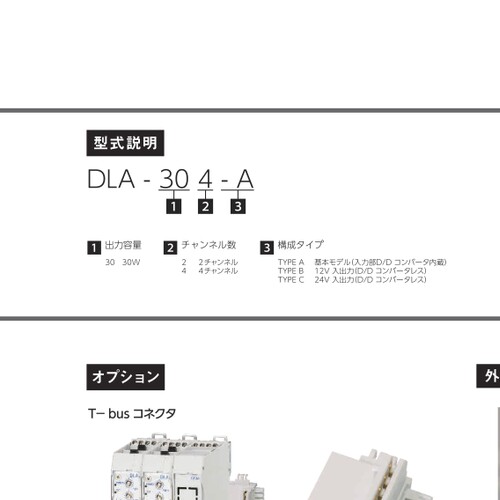 型式説明
DLA - 30 4 - A
1 2 3
1 出力容量
30 30W
2 チャンネル数
2 2チャンネル
4 4チャンネル
3 構成タイプ
TYPE A 基本モデル(入力部D/D コンバータ内蔵)
TYPE B 12V 入出力(D/D コンバータレス)
TYPE C 24V 入出力(D/D コンバータレス)
オプション
外
T- bus コネクタ
DLA DLA